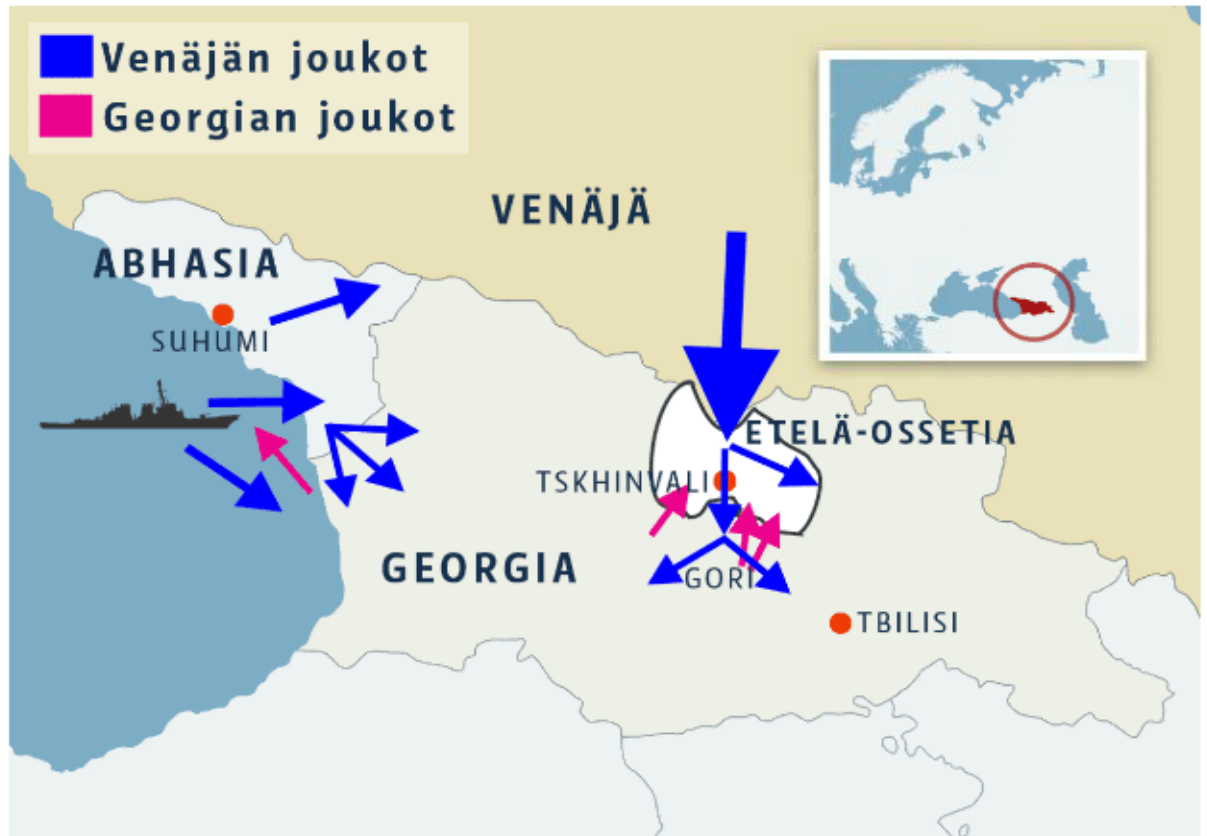 Venäjän joukot
Georgian joukot
VENÄJÄ
ABHASIA
SUHUMI
ETELÄ-OSSETIA
TSKHINVALI
GEORGIA
GORI
TBILISI